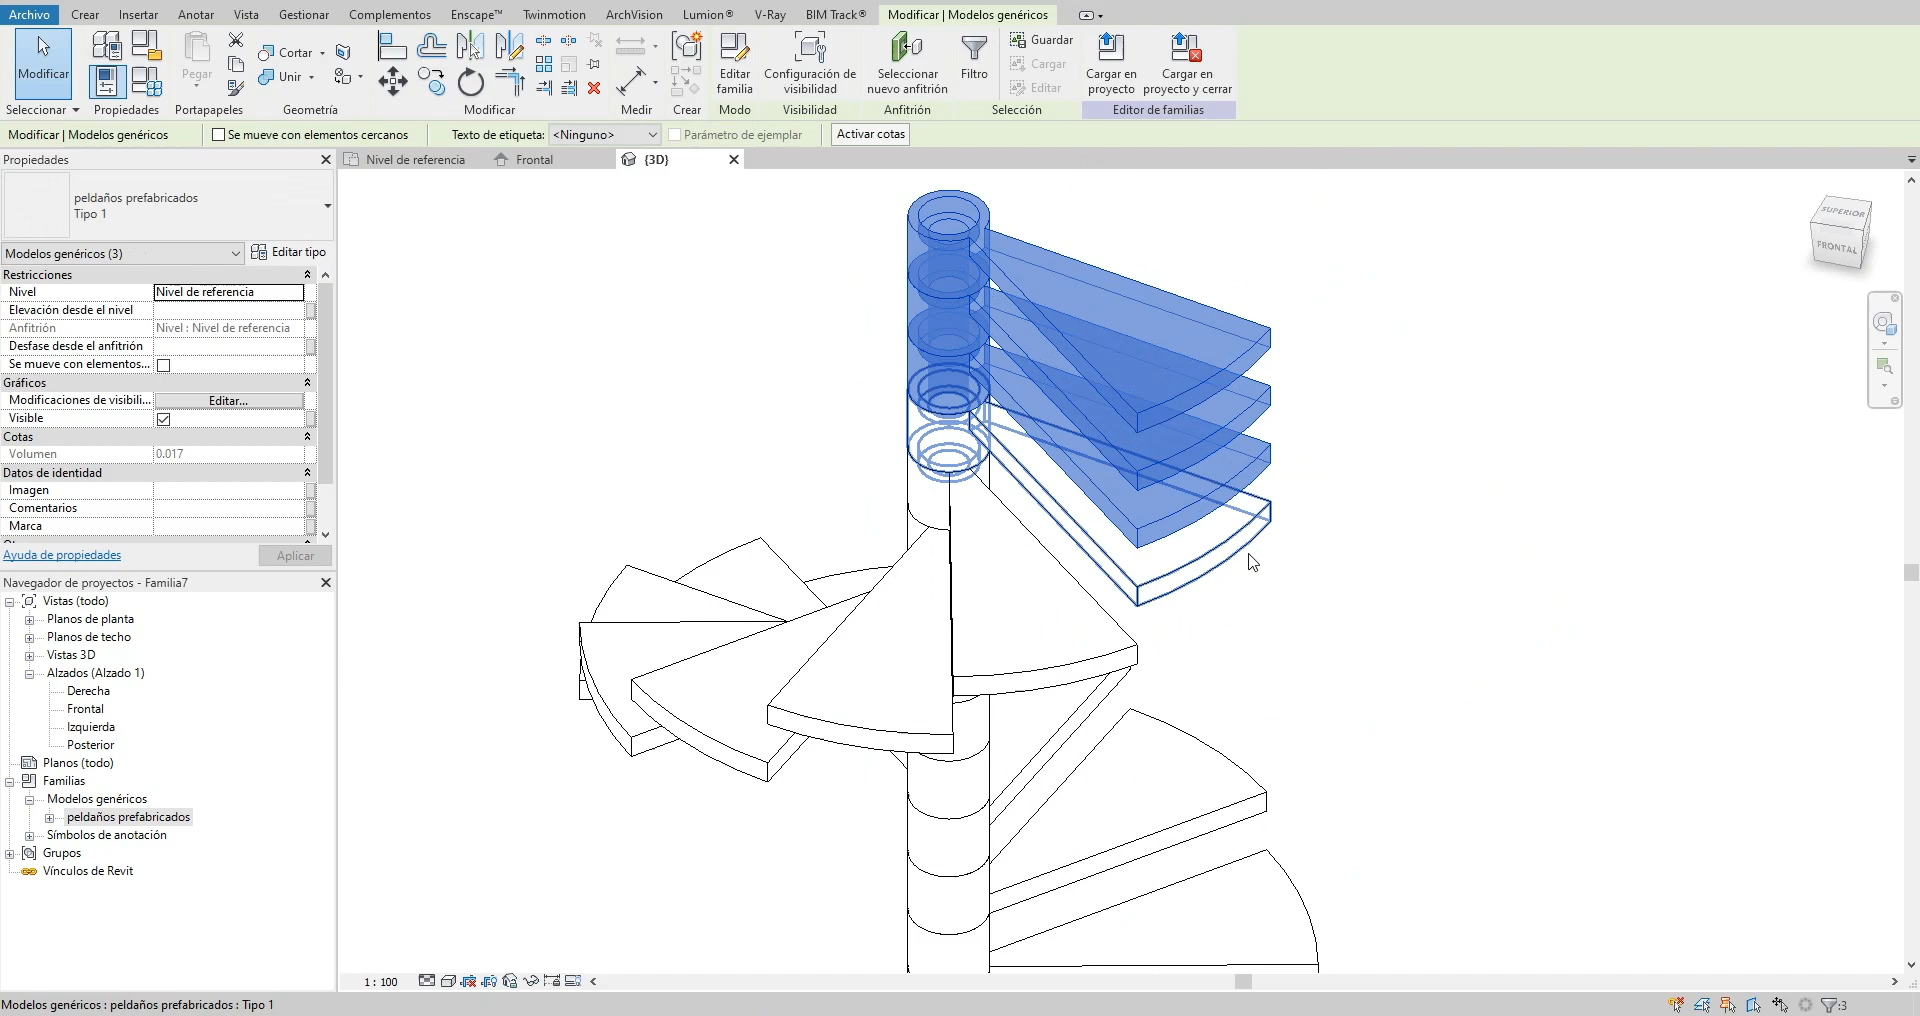 Archivo Crear Insertar Anotar Vista Gestionar Complementos Enscape™ Twinmotion ArchVision Lumion® V-Ray BIM Track® Modificar | Modelos genéricos
Modificar
Pegar
Cortar
Unir
Editar familia
Configuración de visibilidad
Seleccionar nuevo anfitrión
Filtro
Guardar
Cargar
Editar
Cargar en proyecto
Cargar en proyecto y cerrar
Seleccionar Propiedades Portapapeles Geometría Modificar Medir Crear Modo Visibilidad Anfitrión Selección Editor de familias
Modificar | Modelos genéricos Se mueve con elementos cercanos Texto de etiqueta: <Ninguno> Parámetro de ejemplar Activar cotas
Propiedades
Nivel de referencia Frontal {3D}
peldaños prefabricados
Tipo 1
Modelos genéricos (3) Editar tipo
Restricciones
Nivel Nivel de referencia
Elevación desde el nivel
Anfitrión Nivel : Nivel de referencia
Desfase desde el anfitrión
Se mueve con elementos...
Gráficos
Modificaciones de visibili... Editar...
Visible
Cotas
Volumen 0.017
Datos de identidad
Imagen
Comentarios
Marca
Ayuda de propiedades Aplicar
Navegador de proyectos - Familia7
Vistas (todo)
Planos de planta
Planos de techo
Vistas 3D
Alzados (Alzado 1)
Derecha
Frontal
Izquierda
Posterior
Planos (todo)
Familias
Modelos genéricos
peldaños prefabricados
Símbolos de anotación
Grupos
Vínculos de Revit
SUPERIOR
FRONTAL
1 : 100
Modelos genéricos : peldaños prefabricados : Tipo 1
:3